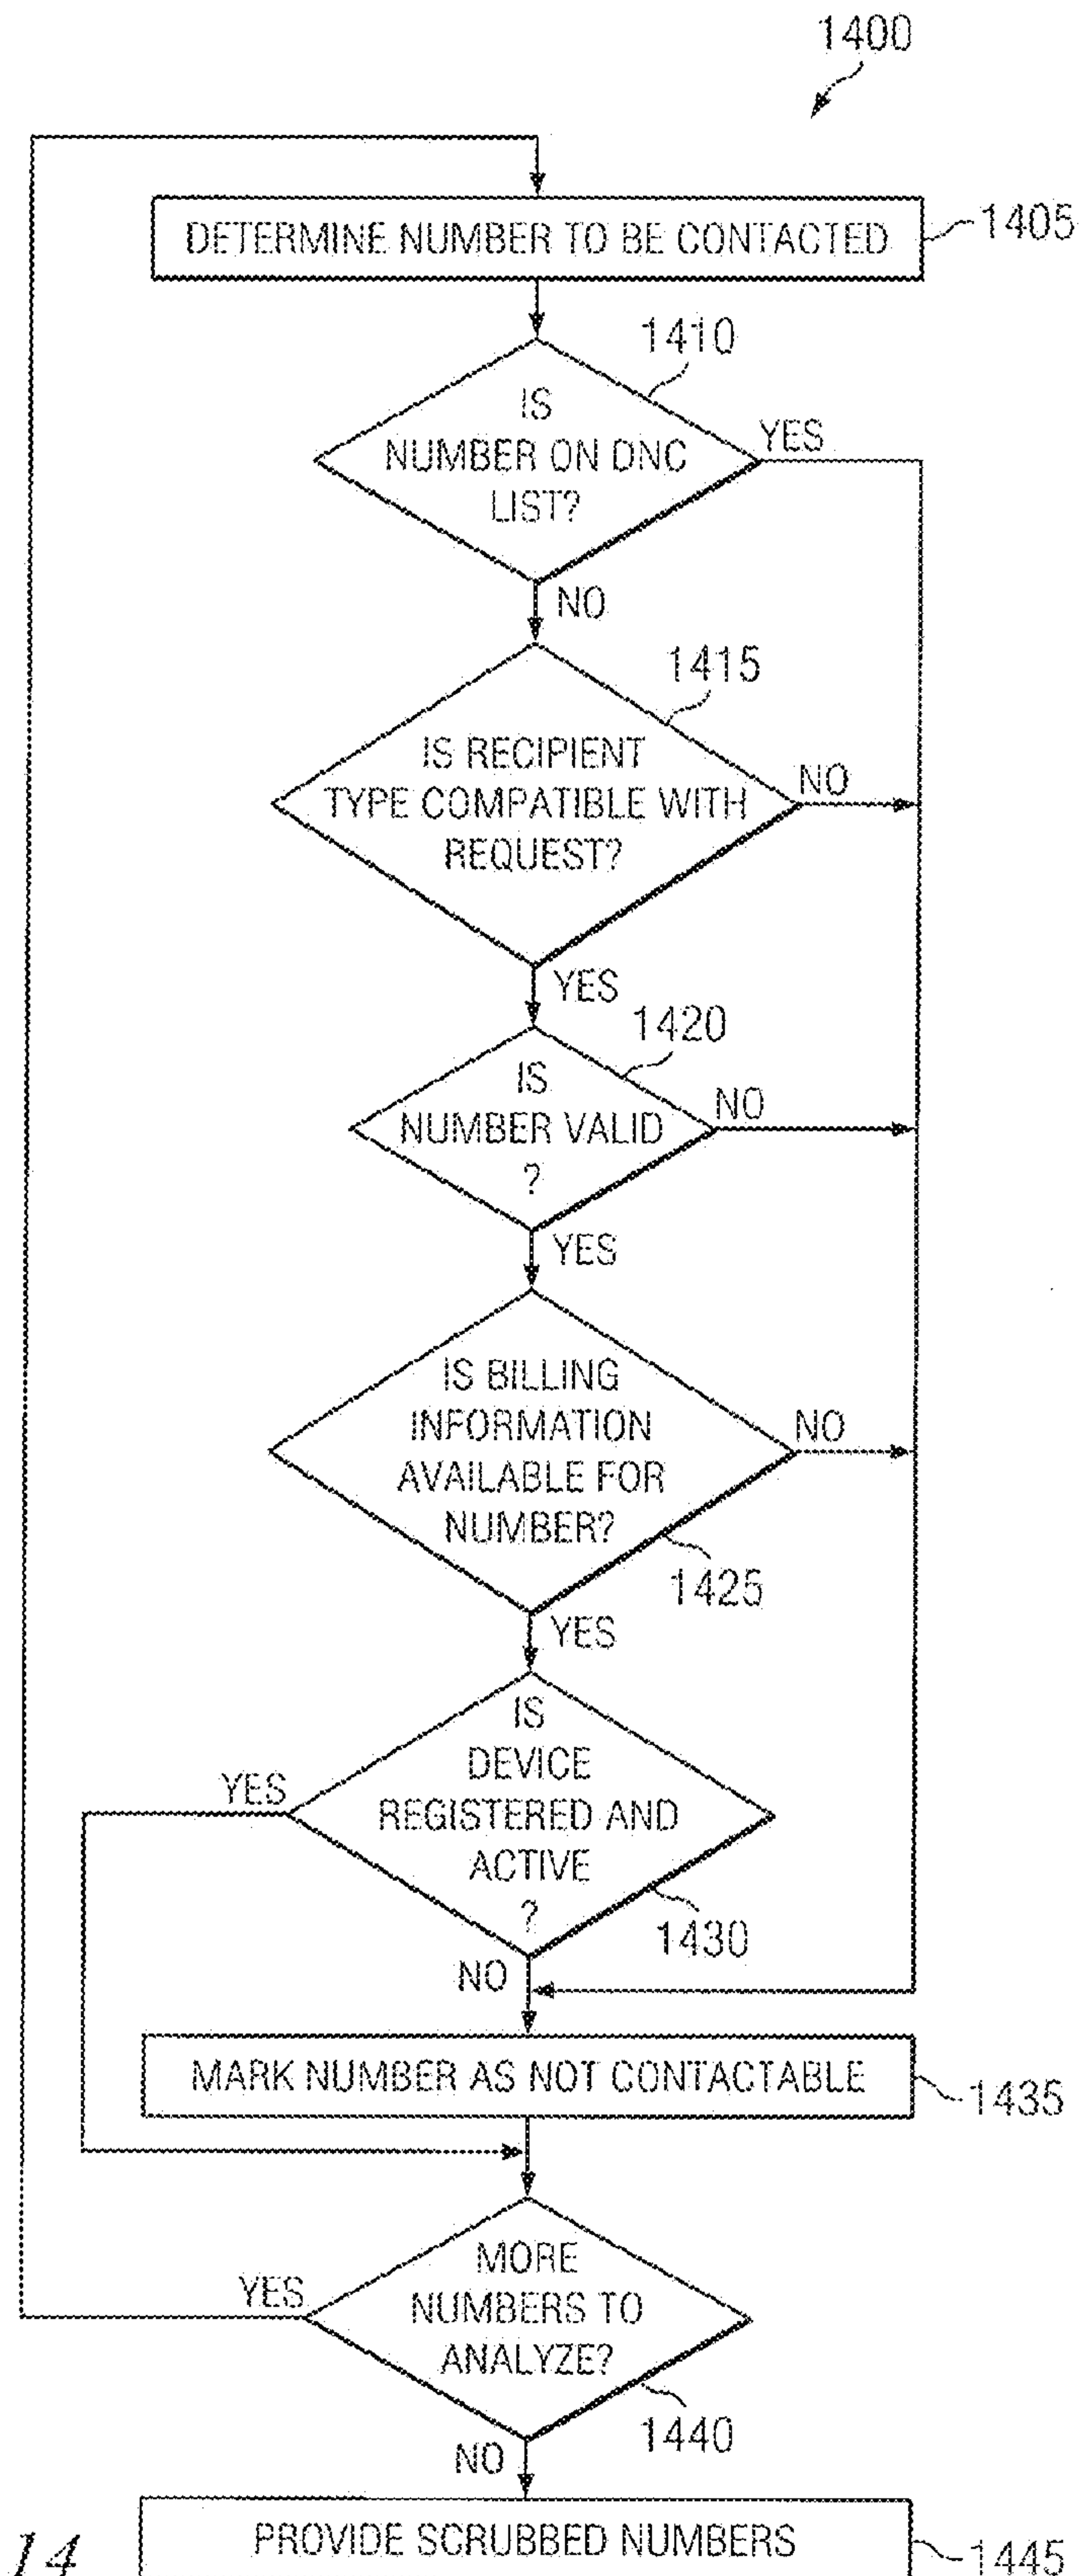 1400
DETERMINE NUMBER TO BE CONTACTED
1405
1410
IS
NUMBER ON DNC
LIST?
YES
NO
1415
IS RECIPIENT
TYPE COMPATIBLE WITH
REQUEST?
NO
YES
1420
IS
NUMBER VALID
?
NO
YES
IS BILLING
INFORMATION
AVAILABLE FOR
NUMBER?
NO
1425
YES
IS
DEVICE
REGISTERED AND
ACTIVE
?
YES
1430
NO
MARK NUMBER AS NOT CONTACTABLE
1435
MORE
NUMBERS TO
ANALYZE?
YES
1440
NO
PROVIDE SCRUBBED NUMBERS
1445
14